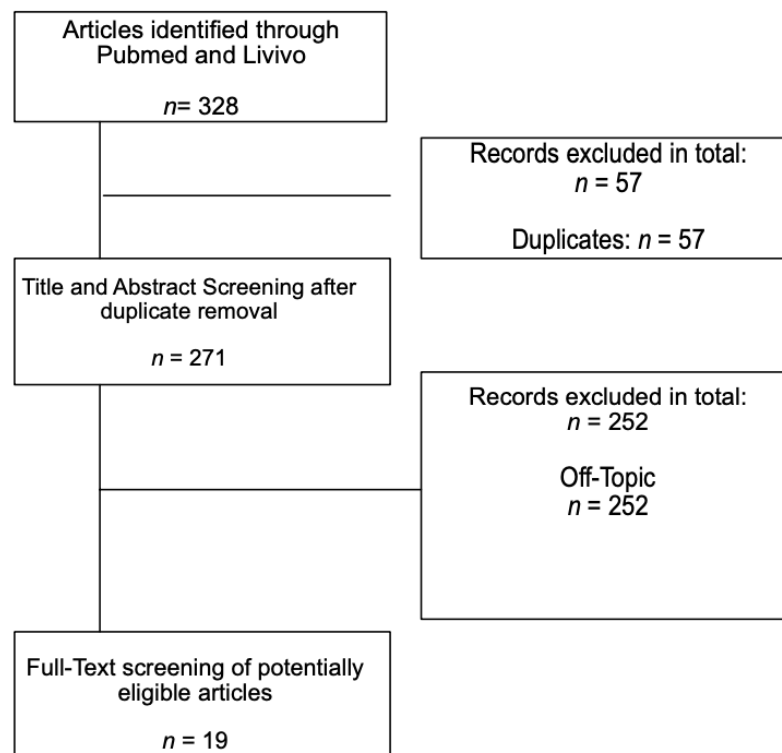 Articles identified through
Pubmed and Livivo
n= 328
Records excluded in total:
n = 57
Duplicates: n = 57
Title and Abstract Screening after
duplicate removal
n = 271
Records excluded in total:
n = 252
Off-Topic
n = 252
Full-Text screening of potentially
eligible articles
n = 19